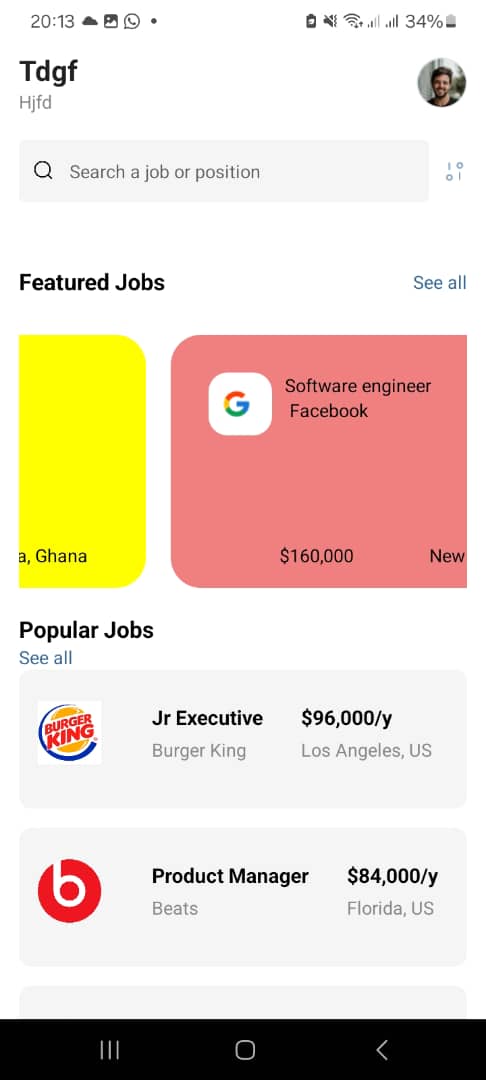 20:13 34%
Tdgf
Hjfd
Search a job or position
Featured Jobs See all
Software engineer
Facebook
a, Ghana $160,000 New
Popular Jobs
See all
BURGER
KING
Jr Executive $96,000/y
Burger King Los Angeles, US
b
Product Manager $84,000/y
Beats Florida, US